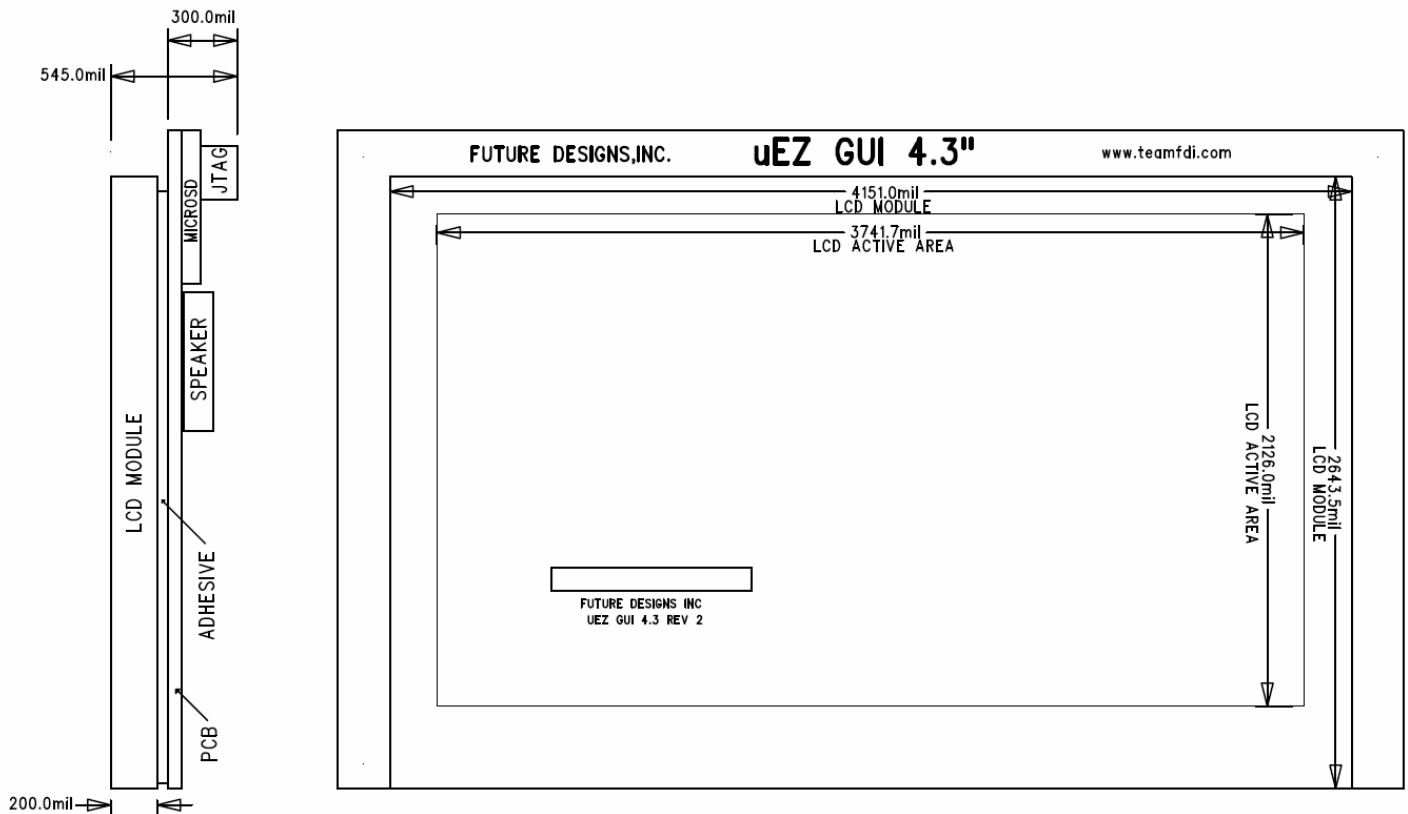 300.0mil
545.0mil
JTAG
MICROSD
SPEAKER
LCD MODULE
ADHESIVE
PCB
200.0mil
FUTURE DESIGNS,INC.
uEZ GUI 4.3"
www.teamfdi.com
4151.0mil
LCD MODULE
3741.7mil
LCD ACTIVE AREA
2126.0mil
LCD ACTIVE AREA
2643.5mil
LCD MODULE
FUTURE DESIGNS INC
UEZ GUI 4.3 REV 2